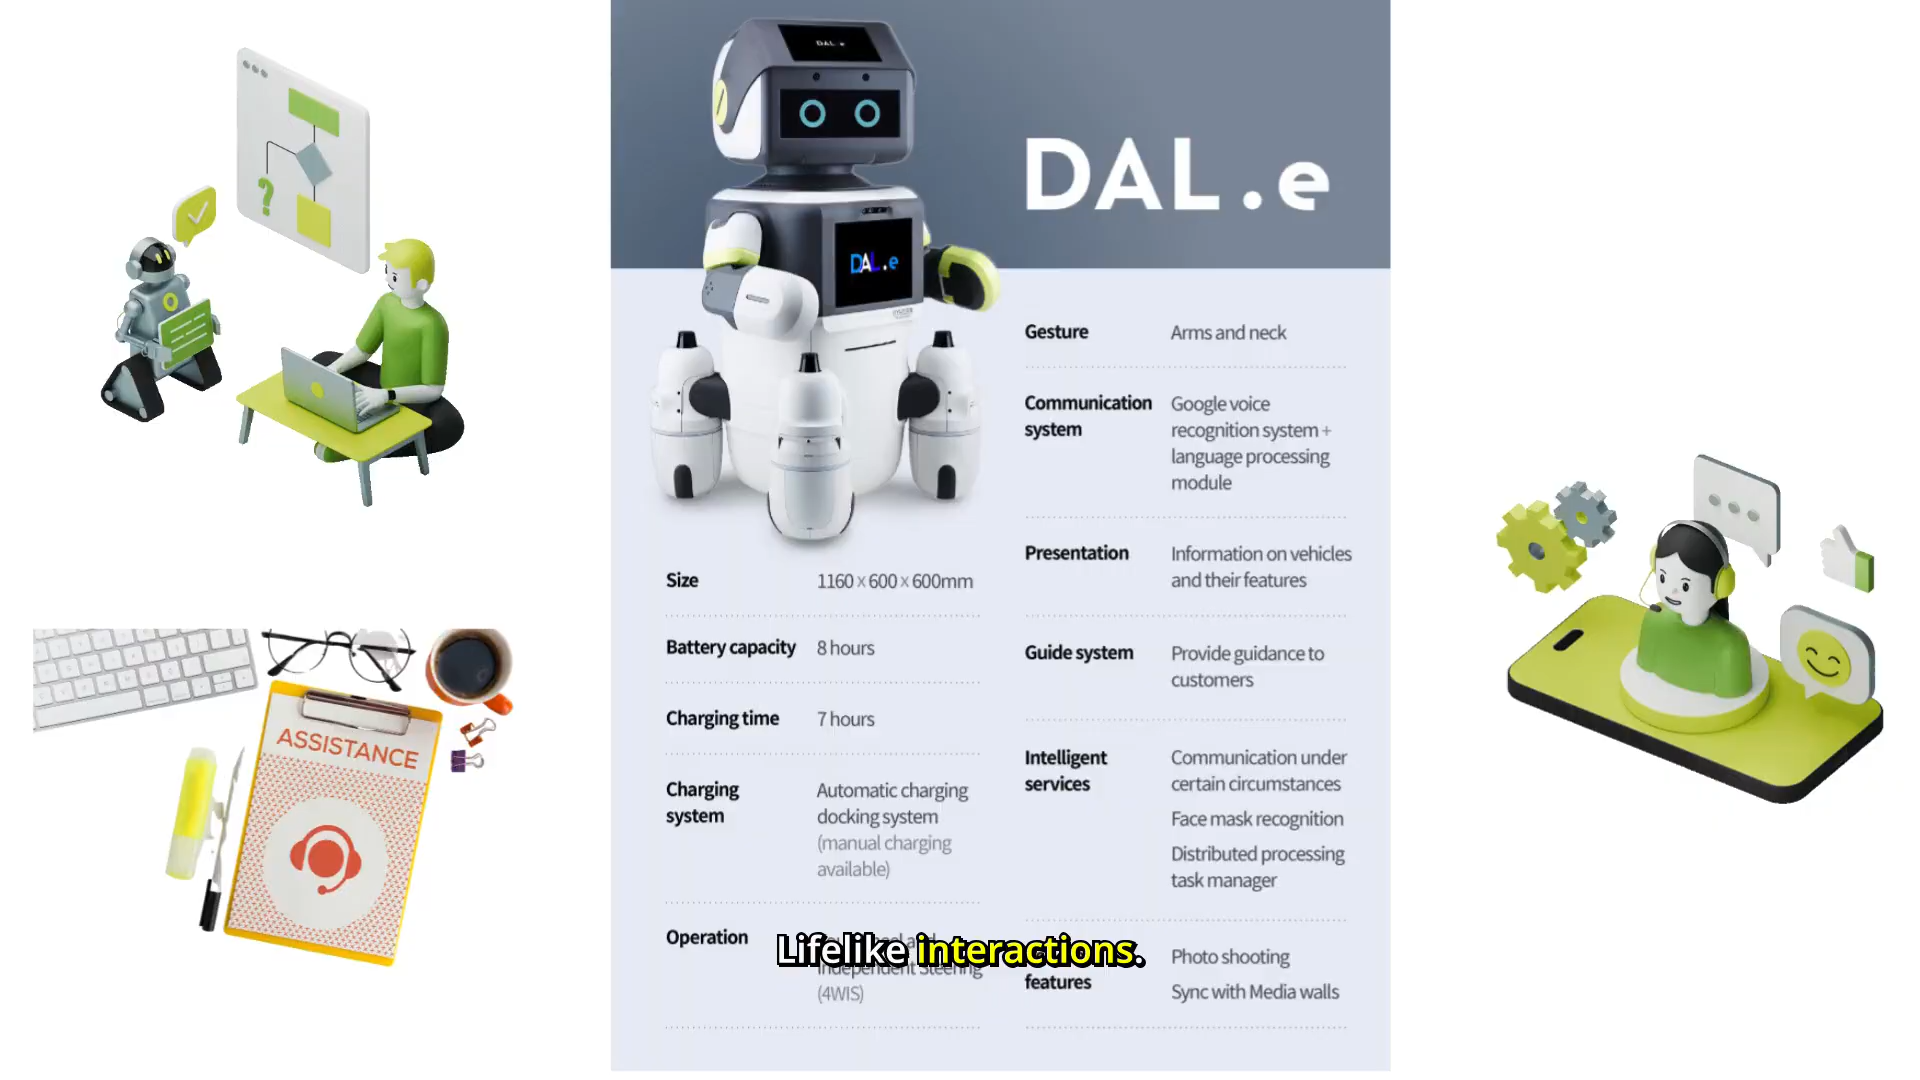 DAL.e
DAL.e
DAL.e
Gesture
Arms and neck
Communication
system
Google voice
recognition system +
language processing
module
Presentation
Information on vehicles
and their features
Guide system
Provide guidance to
customers
Intelligent
services
Communication under
certain circumstances
Face mask recognition
Distributed processing
task manager
features
Photo shooting
Sync with Media walls
Size
1160 x 600 x 600mm
Battery capacity
8 hours
Charging time
7 hours
Charging
system
Automatic charging
docking system
(manual charging
available)
Operation
and
Independent Steering
(4WIS)
Lifelike interactions.
ASSISTANCE
?